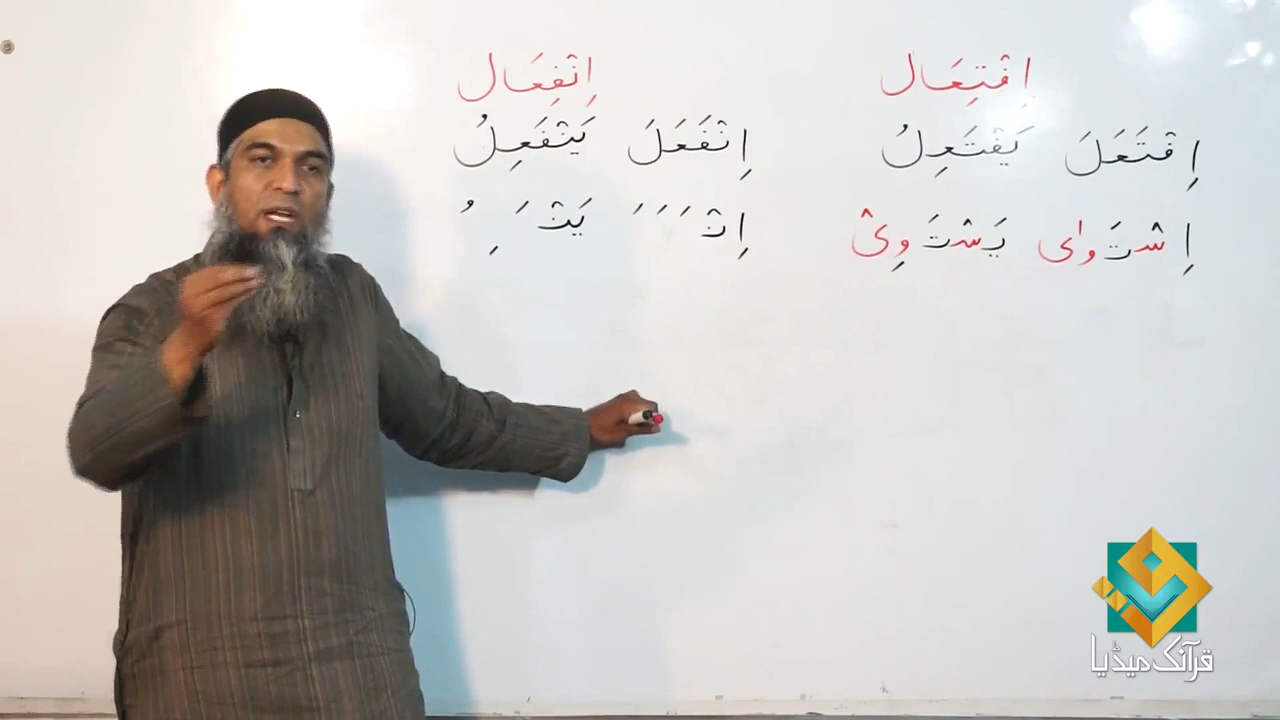 اِفْتِعَال
اِفْتَعَلَ يَفْتَعِلُ
اِشْتَوٰى يَشْتَوِىْ
اِنْفِعَال
اِنْفَعَلَ يَنْفَعِلُ
اِنْ َ َ َ يَنْ َ ِ ُ
قرآنک میڈیا